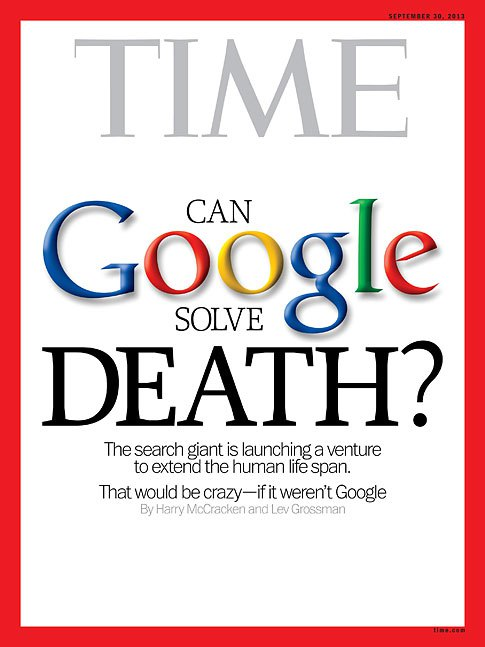 SEPTEMBER 30, 2013
TIME
CAN
Google
SOLVE
DEATH?
The search giant is launching a venture
to extend the human life span.
That would be crazy—if it weren't Google
By Harry McCracken and Lev Grossman
time.com